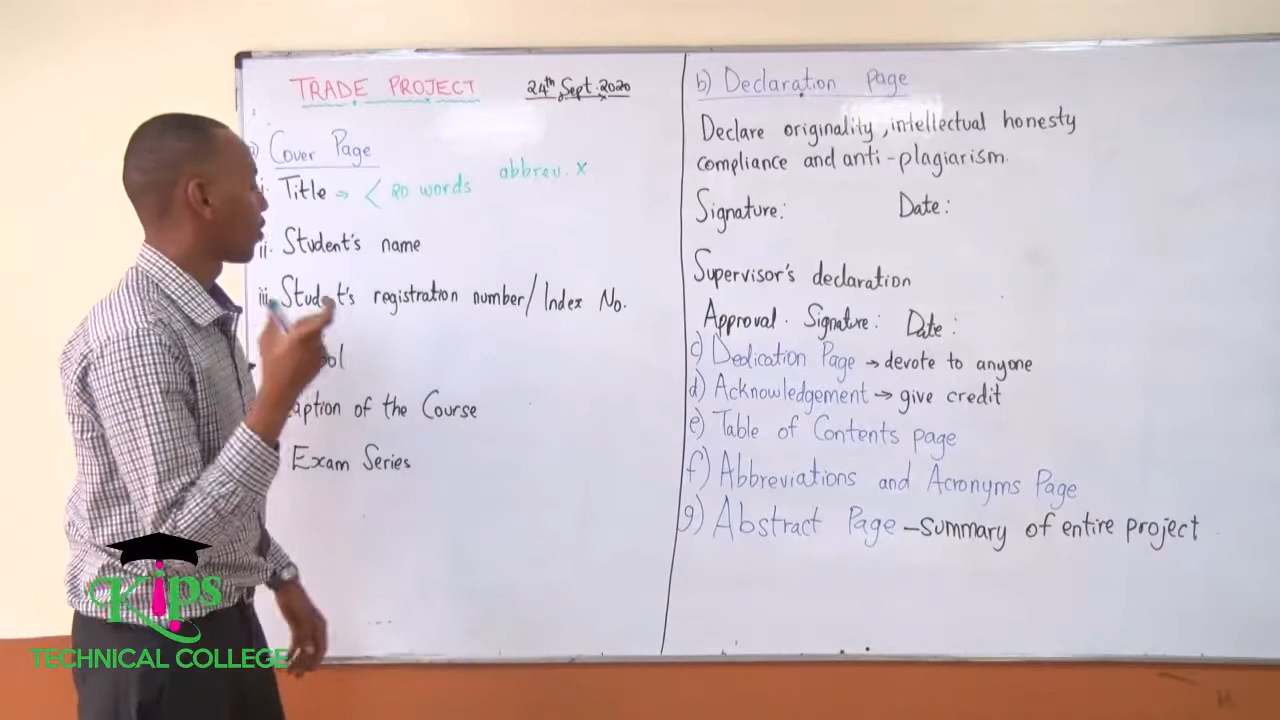 TRADE PROJECT 24th Sept. 2020
a) Cover Page
i. Title → < 20 words abbrev. x
ii. Student's name
iii. Student's registration number/Index No.
Exam Series
of the Course
b) Declaration Page
Declare originality, intellectual honesty
compliance and anti-plagiarism.
Signature: Date:
Supervisor's declaration
Approval. Signature: Date:
c) Dedication Page → devote to anyone
d) Acknowledgement → give credit
e) Table of Contents page
f) Abbreviations and Acronyms Page
g) Abstract Page – summary of entire project
Kips
TECHNICAL COLLEGE